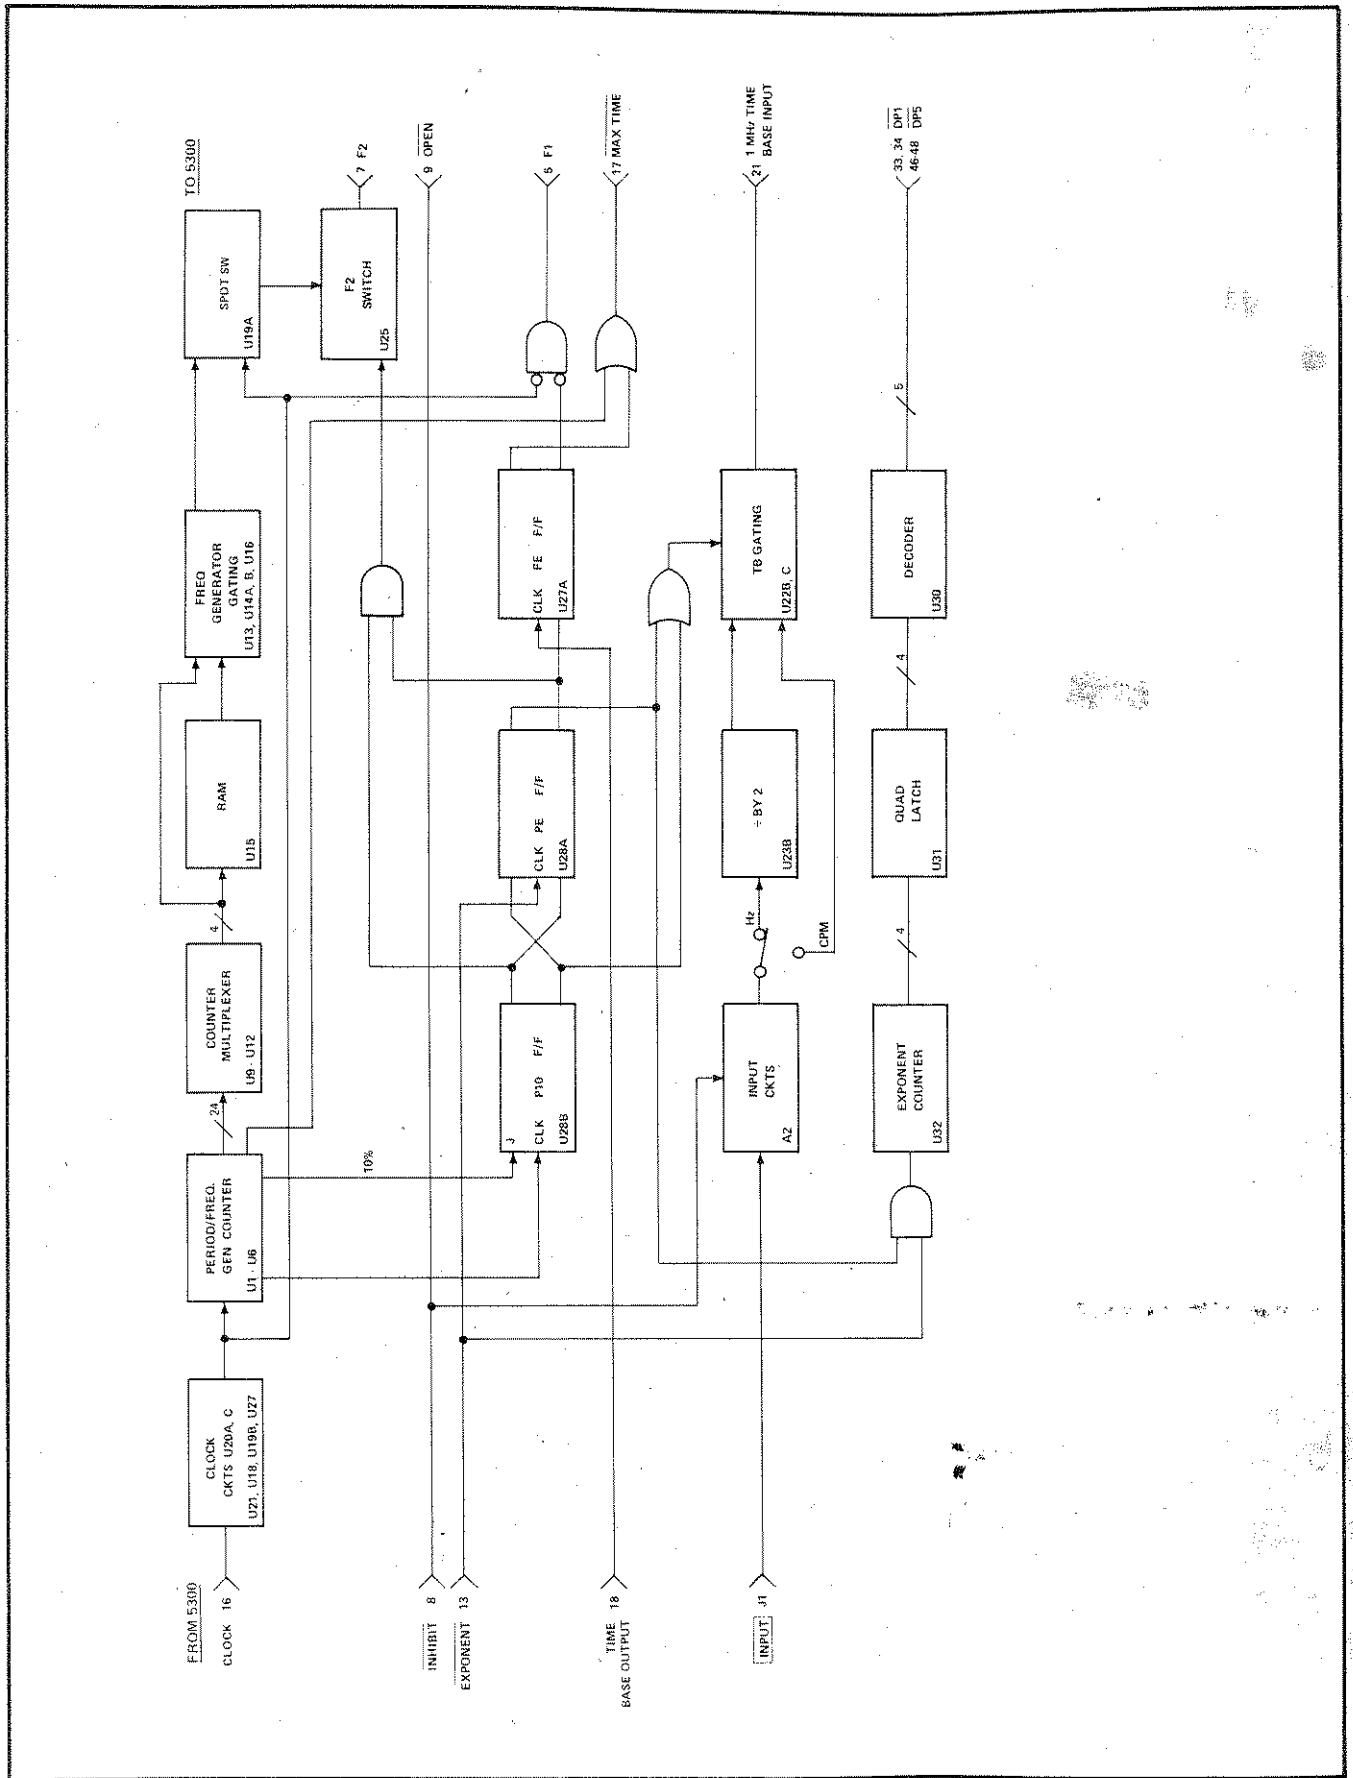 FROM 5300
CLOCK 16
CLOCK
CKTS U20A, C
U21, U18, U19B, U27
PERIOD/FREQ.
GEN COUNTER
U1 - U6
24
COUNTER
MULTIPLEXER
U9 - U12
4
RAM
U15
FREQ
GENERATOR
GATING
U13, U14A, B, U16
SPDT SW
U19A
TO 5300
F2
SWITCH
U25
7 F2
INHIBIT 8
9 OPEN
EXPONENT 13
10%
J
CLK P10 F/F
U28B
CLK PE F/F
U28A
CLK FE F/F
U27A
6 F1
17 MAX TIME
TIME 18
BASE OUTPUT
INPUT J1
INPUT
CKTS
A2
Hz
CPM
÷ BY 2
U23B
TB GATING
U22B, C
21 1 MHz TIME
BASE INPUT
EXPONENT
COUNTER
U32
4
QUAD
LATCH
U31
4
DECODER
U30
5
33, 34 DP1
46-48 DP5